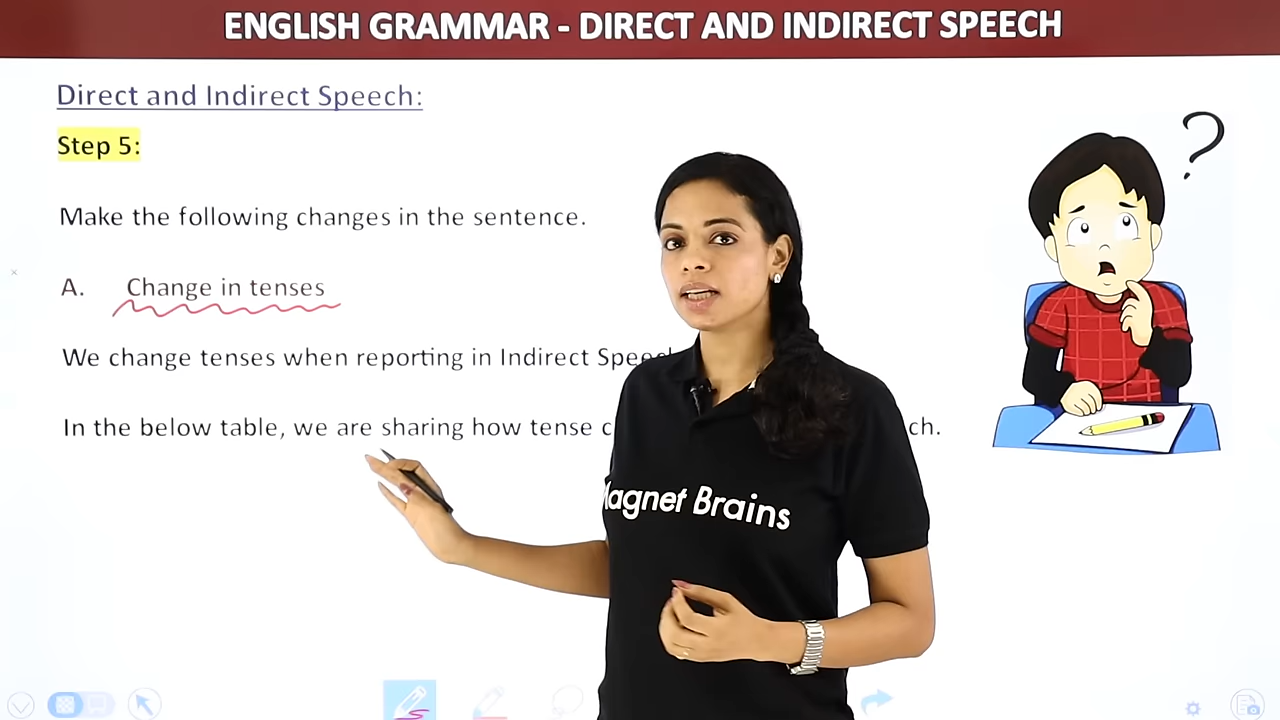 ENGLISH GRAMMAR - DIRECT AND INDIRECT SPEECH
Direct and Indirect Speech:
Step 5:
?
Make the following changes in the sentence.
A. Change in tenses
We change tenses when reporting in Indirect Speech
In the below table, we are sharing how tense c ch.
Magnet Brains